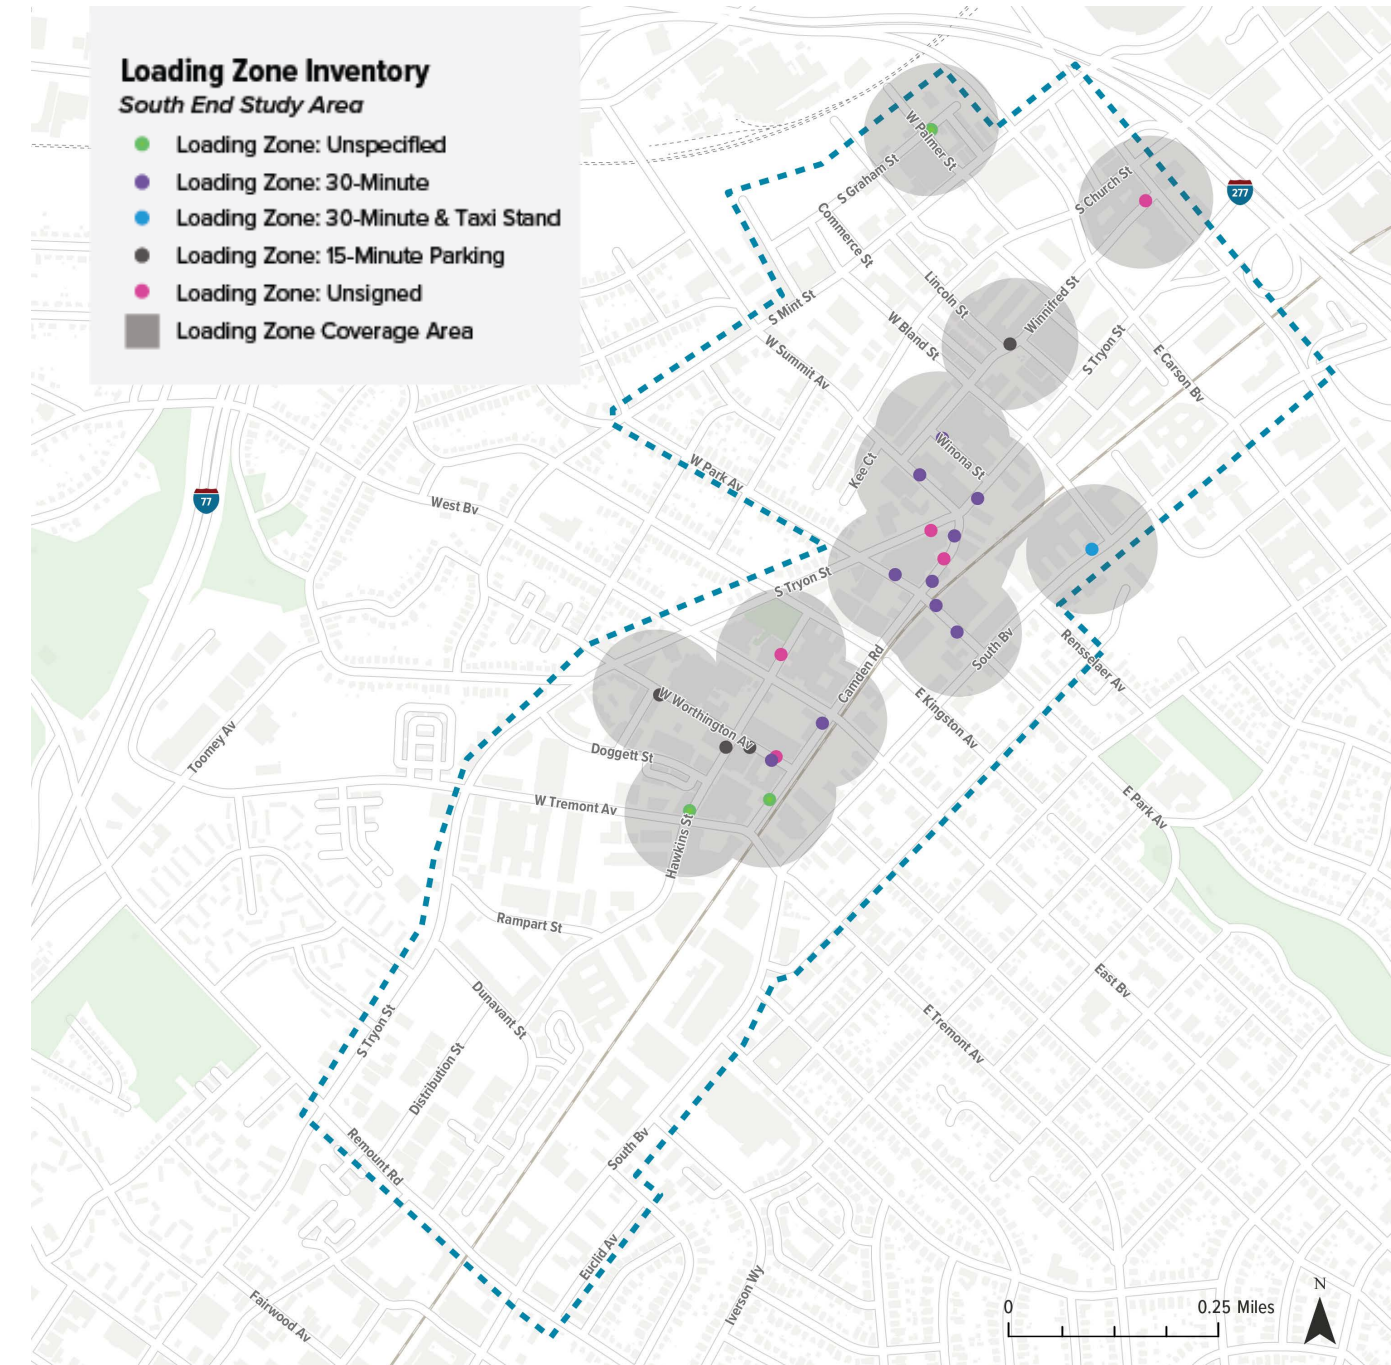 Loading Zone Inventory
South End Study Area
Loading Zone: Unspecified
Loading Zone: 30-Minute
Loading Zone: 30-Minute & Taxi Stand
Loading Zone: 15-Minute Parking
Loading Zone: Unsigned
Loading Zone Coverage Area
W Palmer St
S Graham St
S Church St
277
Commerce St
Lincoln St
Winnifred St
S Mint St
W Bland St
S Tryon St
E Carson Bv
W Summit Av
Winona St
Kee Ct
W Park Av
77
West Bv
S Tryon St
South Bv
Rensselaer Av
Camden Rd
E Kingston Av
W Worthington Av
Toomey Av
Doggett St
W Tremont Av
E Park Av
Hawkins St
Rampart St
East Bv
Dunavant St
E Tremont Av
S Tryon St
Distribution St
Remount Rd
South Bv
Euclid Av
Iverson Wy
Fairwood Av
N
0
0.25 Miles